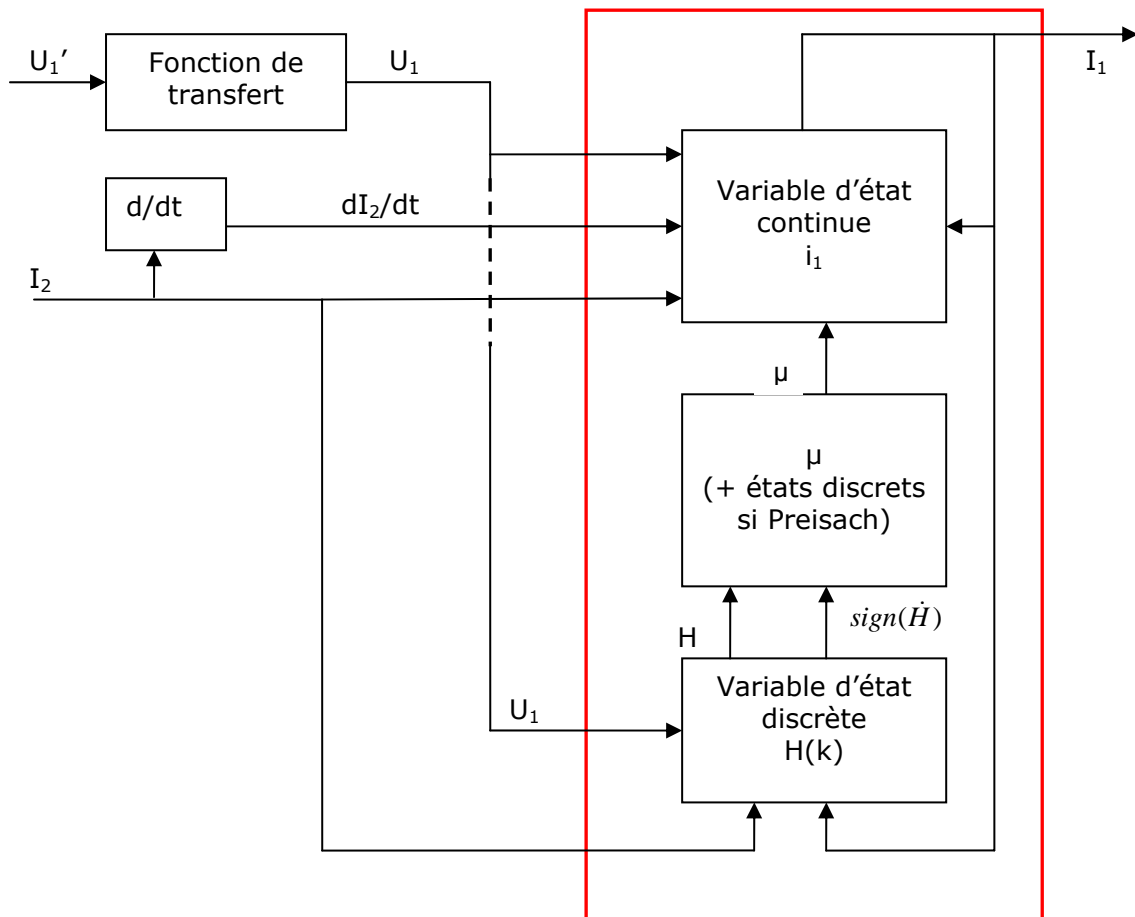 U₁’
Fonction de
transfert
U₁
I₁
d/dt
dI₂/dt
I₂
Variable d’état
continue
i₁
µ
µ
(+ états discrets
si Preisach)
H
sign(Ḣ)
U₁
Variable d’état
discrète
H(k)